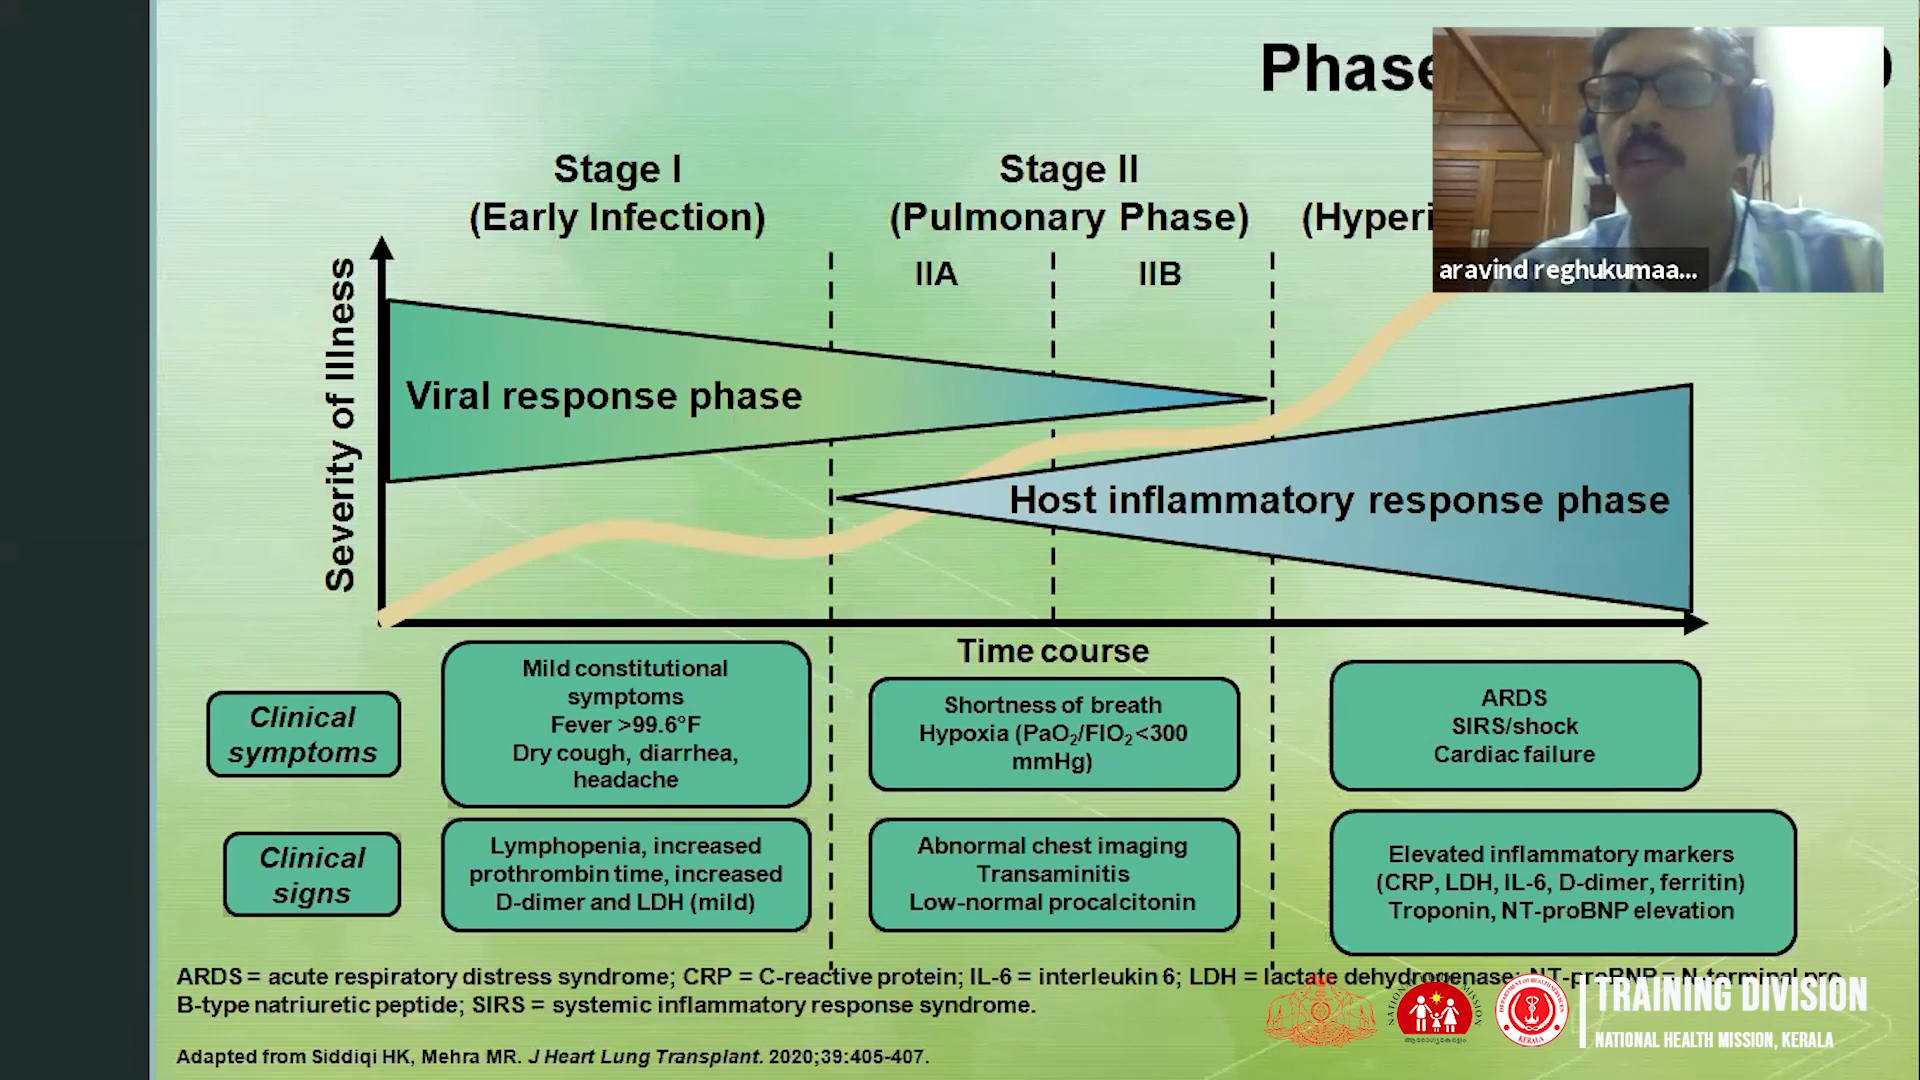 Phase
Stage I
(Early Infection)
Stage II
(Pulmonary Phase)
IIA
IIB
(Hyperi
aravind reghukumaa...
Severity of Illness
Viral response phase
Host inflammatory response phase
Time course
Clinical
symptoms
Mild constitutional
symptoms
Fever >99.6°F
Dry cough, diarrhea,
headache
Shortness of breath
Hypoxia (PaO₂/FIO₂<300
mmHg)
ARDS
SIRS/shock
Cardiac failure
Clinical
signs
Lymphopenia, increased
prothrombin time, increased
D-dimer and LDH (mild)
Abnormal chest imaging
Transaminitis
Low-normal procalcitonin
Elevated inflammatory markers
(CRP, LDH, IL-6, D-dimer, ferritin)
Troponin, NT-proBNP elevation
ARDS = acute respiratory distress syndrome; CRP = C-reactive protein; IL-6 = interleukin 6; LDH = lactate dehydrogenase; NT-proBNP = N-terminal pro
B-type natriuretic peptide; SIRS = systemic inflammatory response syndrome.
Adapted from Siddiqi HK, Mehra MR. J Heart Lung Transplant. 2020;39:405-407.
TRAINING DIVISION
NATIONAL HEALTH MISSION, KERALA